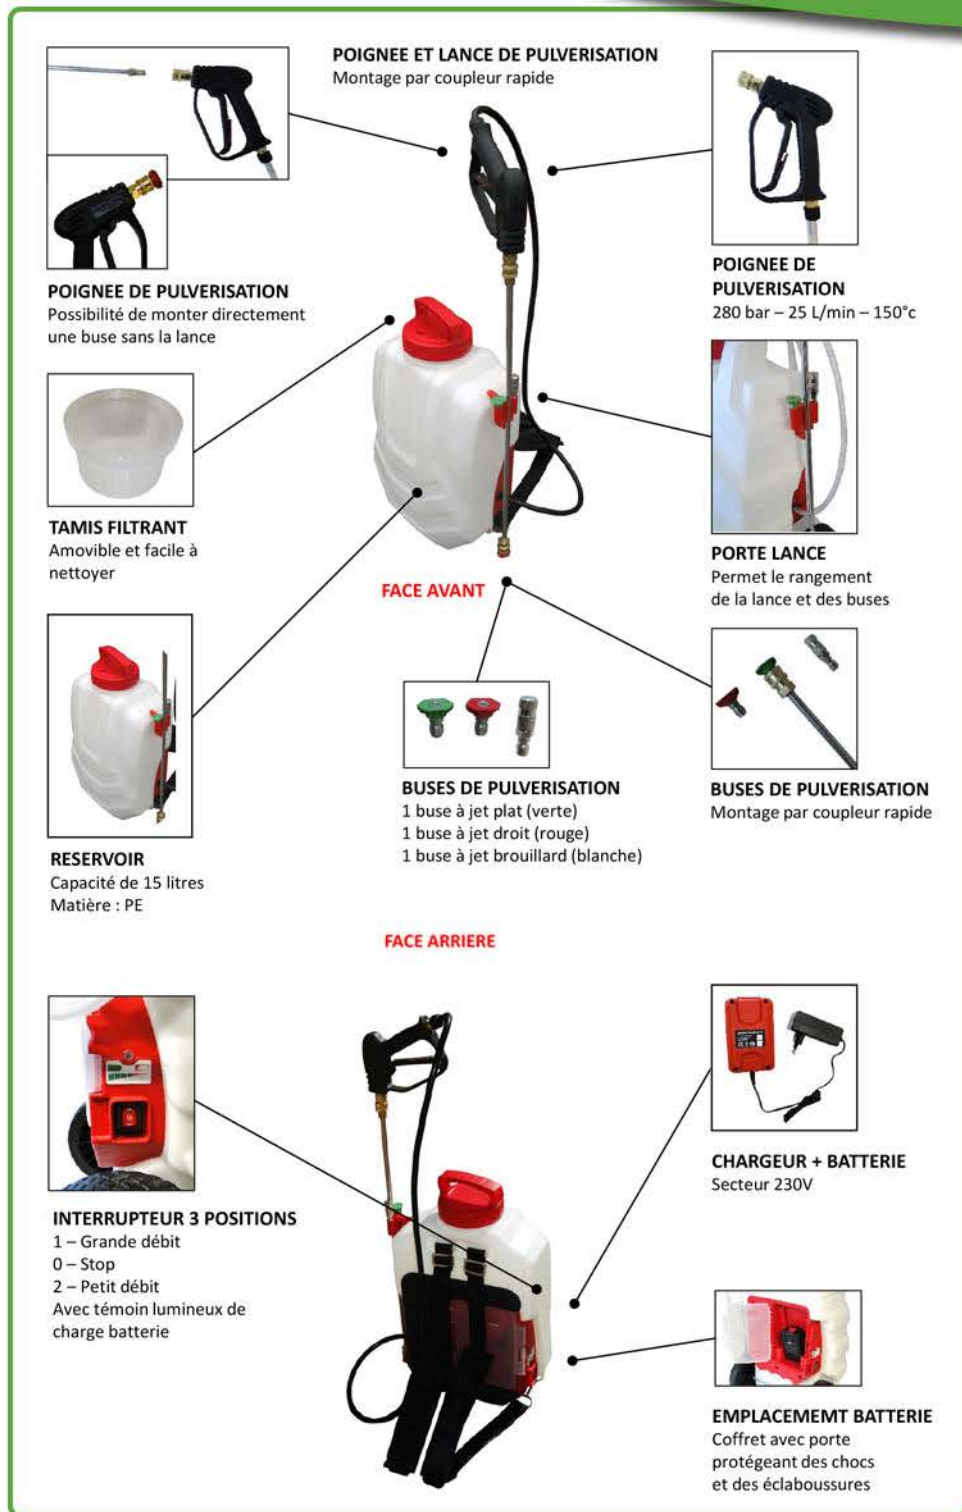 POIGNEE ET LANCE DE PULVERISATION
Montage par coupleur rapide
POIGNEE DE PULVERISATION
Possibilité de monter directement
une buse sans la lance
POIGNEE DE
PULVERISATION
280 bar – 25 L/min – 150°c
TAMIS FILTRANT
Amovible et facile à
nettoyer
PORTE LANCE
Permet le rangement
de la lance et des buses
FACE AVANT
RESERVOIR
Capacité de 15 litres
Matière : PE
BUSES DE PULVERISATION
1 buse à jet plat (verte)
1 buse à jet droit (rouge)
1 buse à jet brouillard (blanche)
BUSES DE PULVERISATION
Montage par coupleur rapide
FACE ARRIERE
INTERRUPTEUR 3 POSITIONS
1 – Grande débit
0 – Stop
2 – Petit débit
Avec témoin lumineux de
charge batterie
CHARGEUR + BATTERIE
Secteur 230V
EMPLACEMEMT BATTERIE
Coffret avec porte
protégeant des chocs
et des éclaboussures